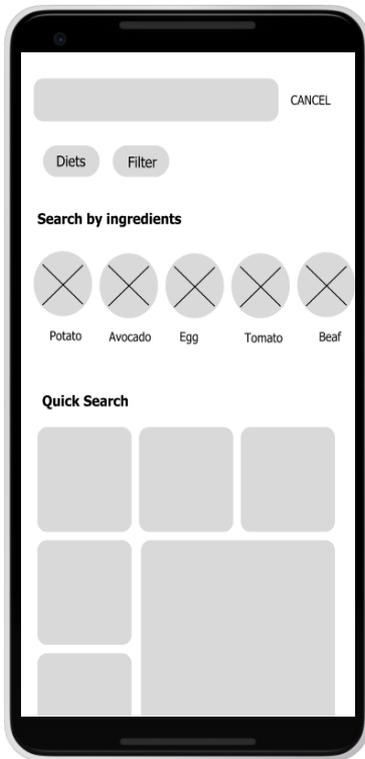 CANCEL
Diets Filter
Search by ingredients
Potato Avocado Egg Tomato Beaf
Quick Search